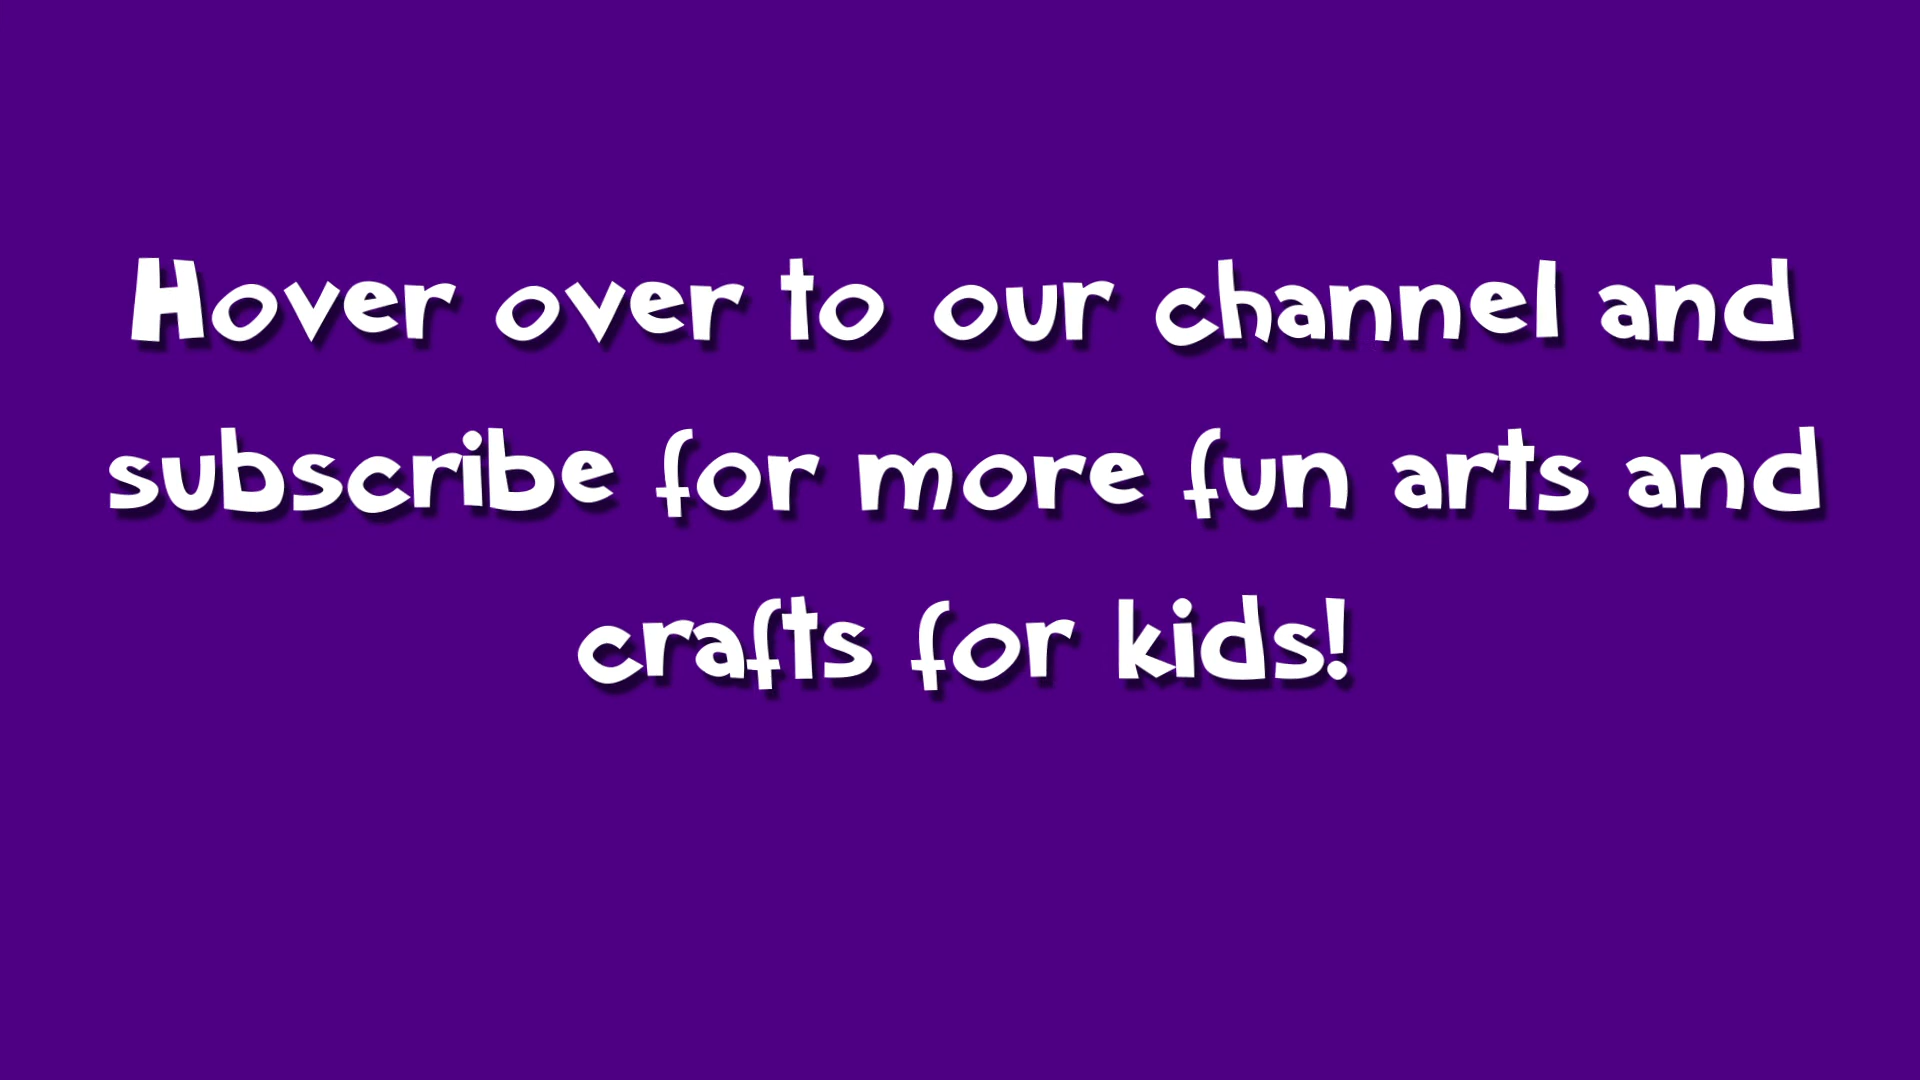 Hover over to our channel and
subscribe for more fun arts and
crafts for kids!